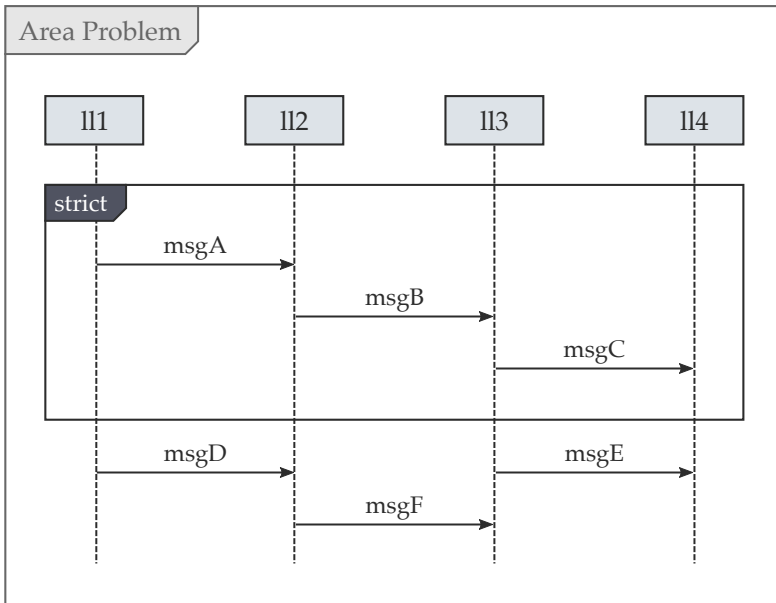 Area Problem
ll1 ll2 ll3 ll4
strict
msgA
msgB
msgC
msgD msgE
msgF